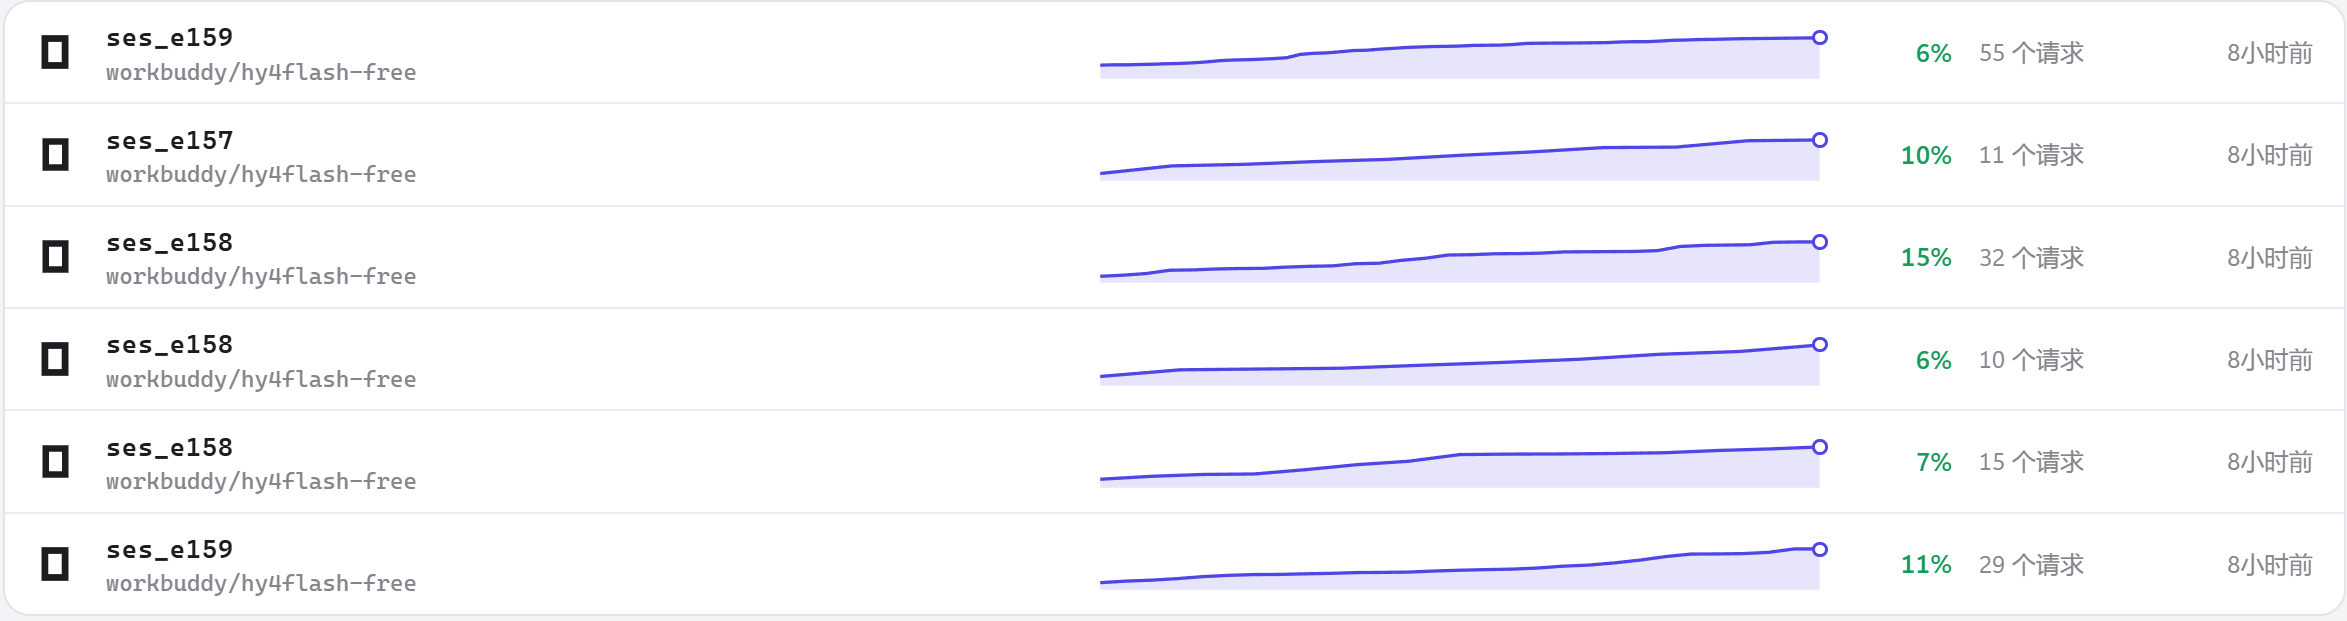 ses_e159
workbuddy/hy4flash-free
6% 55 个请求 8小时前
ses_e157
workbuddy/hy4flash-free
10% 11 个请求 8小时前
ses_e158
workbuddy/hy4flash-free
15% 32 个请求 8小时前
ses_e158
workbuddy/hy4flash-free
6% 10 个请求 8小时前
ses_e158
workbuddy/hy4flash-free
7% 15 个请求 8小时前
ses_e159
workbuddy/hy4flash-free
11% 29 个请求 8小时前